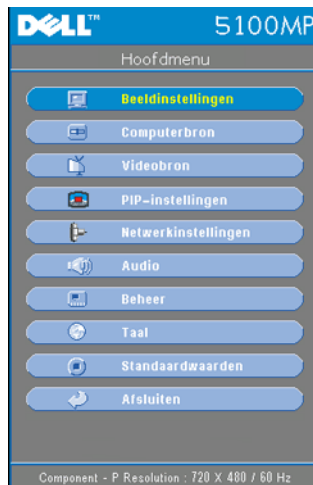 DELL™ 5100MP
Hoofdmenu
Beeldinstellingen
Computerbron
Videobron
PIP-instellingen
Netwerkinstellingen
Audio
Beheer
Taal
Standaardwaarden
Afsluiten
Component - P Resolution : 720 X 480 / 60 Hz